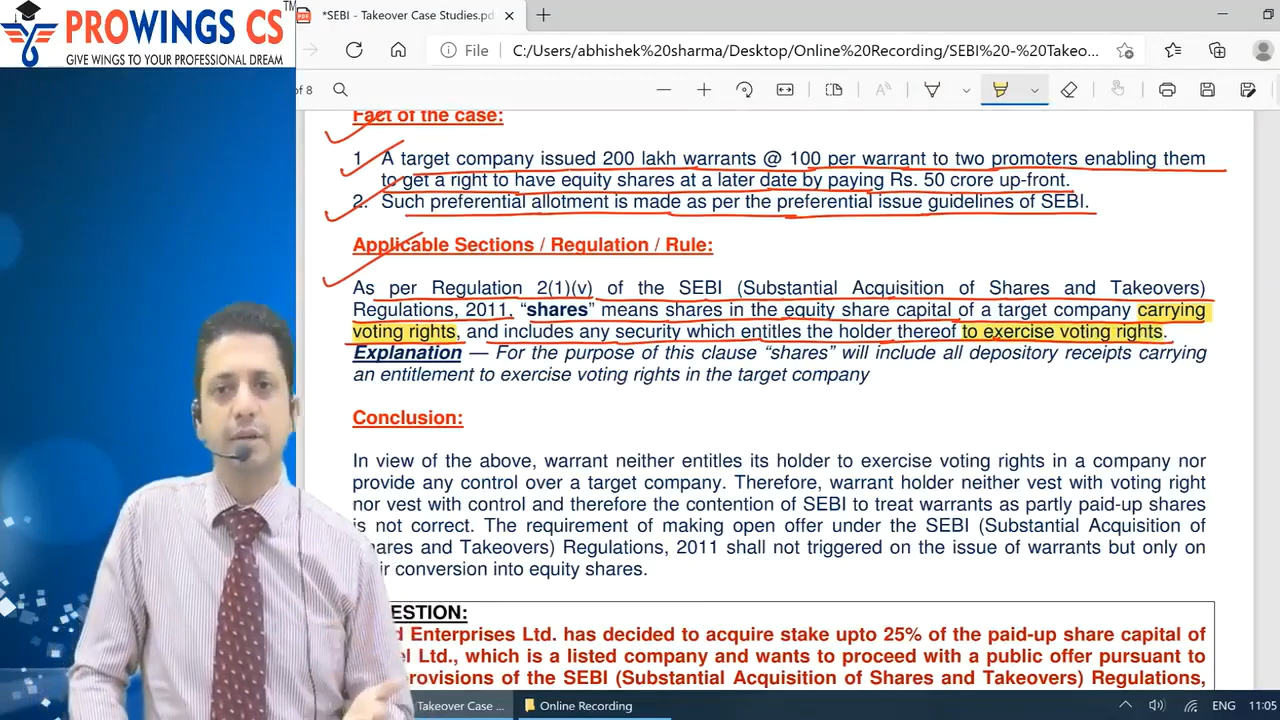 TM
PROWINGS CS
GIVE WINGS TO YOUR PROFESSIONAL DREAM
*SEBI - Takeover Case Studies.pd
File
C:/Users/abhishek%20sharma/Desktop/Online%20Recording/SEBI%20-%20Takeo...
of 8
Fact of the case:
1. A target company issued 200 lakh warrants @ 100 per warrant to two promoters enabling them
to get a right to have equity shares at a later date by paying Rs. 50 crore up-front.
2. Such preferential allotment is made as per the preferential issue guidelines of SEBI.
Applicable Sections / Regulation / Rule:
As per Regulation 2(1)(v) of the SEBI (Substantial Acquisition of Shares and Takeovers)
Regulations, 2011, “shares” means shares in the equity share capital of a target company carrying
voting rights, and includes any security which entitles the holder thereof to exercise voting rights.
Explanation — For the purpose of this clause “shares” will include all depository receipts carrying
an entitlement to exercise voting rights in the target company
Conclusion:
In view of the above, warrant neither entitles its holder to exercise voting rights in a company nor
provide any control over a target company. Therefore, warrant holder neither vest with voting right
nor vest with control and therefore the contention of SEBI to treat warrants as partly paid-up shares
is not correct. The requirement of making open offer under the SEBI (Substantial Acquisition of
hares and Takeovers) Regulations, 2011 shall not triggered on the issue of warrants but only on
ir conversion into equity shares.
ESTION:
d Enterprises Ltd. has decided to acquire stake upto 25% of the paid-up share capital of
el Ltd., which is a listed company and wants to proceed with a public offer pursuant to
rovisions of the SEBI (Substantial Acquisition of Shares and Takeovers) Regulations,
Takeover Case ...
Online Recording
ENG
11:05